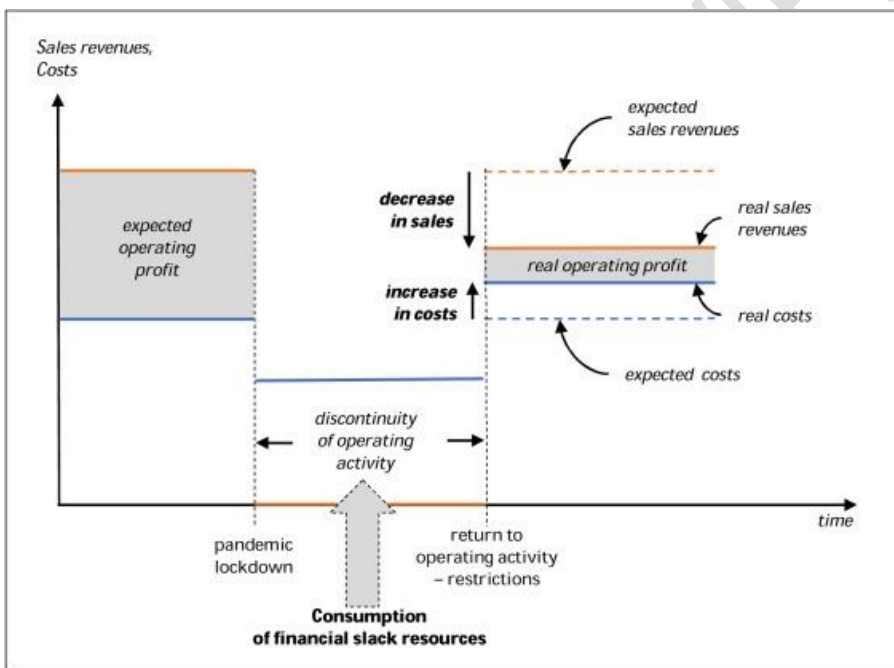 Sales revenues,
Costs
expected
sales revenues
decrease
in sales
real sales
revenues
expected
operating
profit
real operating profit
increase
in costs
real costs
expected costs
discontinuity
of operating
activity
time
pandemic
lockdown
return to
operating activity
– restrictions
Consumption
of financial slack resources